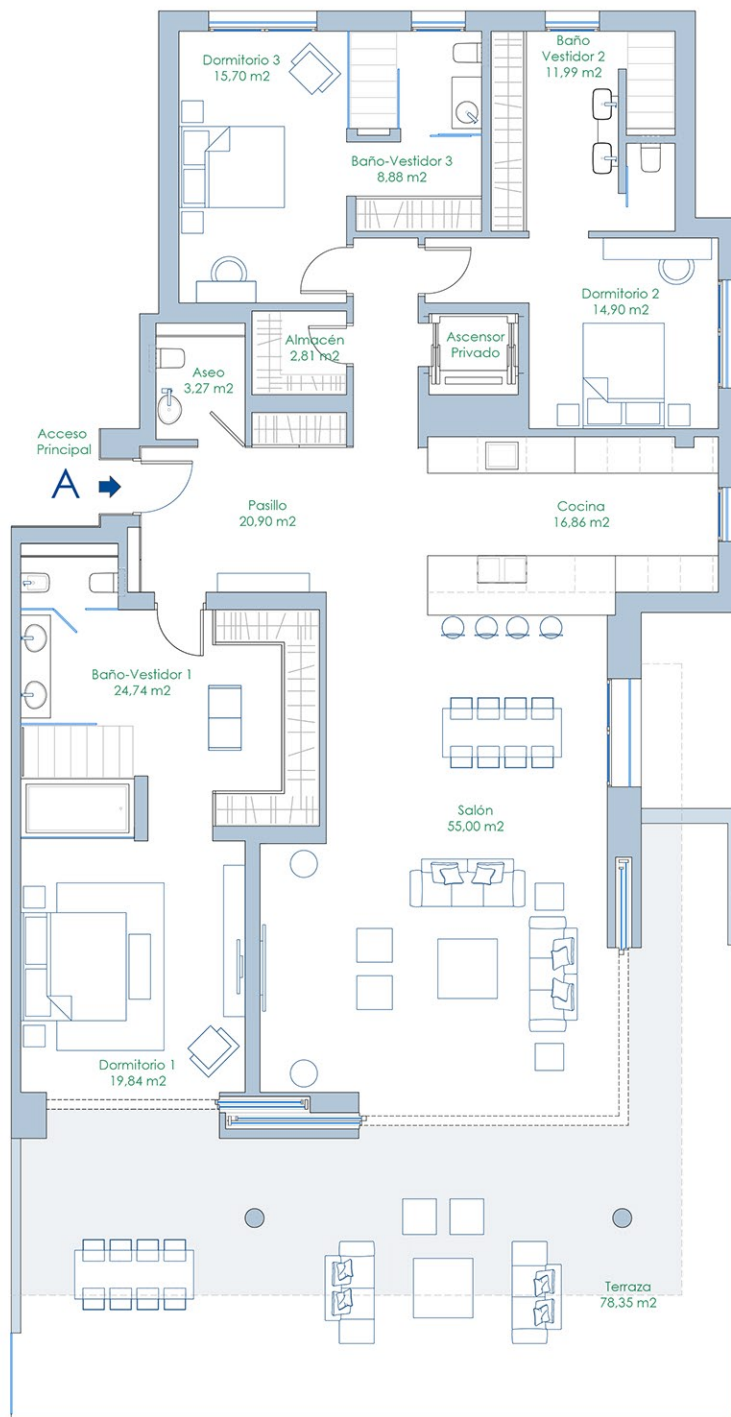 Dormitorio 3
15,70 m2
Baño
Vestidor 2
11,99 m2
Baño-Vestidor 3
8,88 m2
Dormitorio 2
14,90 m2
Almacén
2,81 m2
Ascensor
Privado
Aseo
3,27 m2
Acceso
Principal
A
Pasillo
20,90 m2
Cocina
16,86 m2
Baño-Vestidor 1
24,74 m2
Salón
55,00 m2
Dormitorio 1
19,84 m2
Terraza
78,35 m2